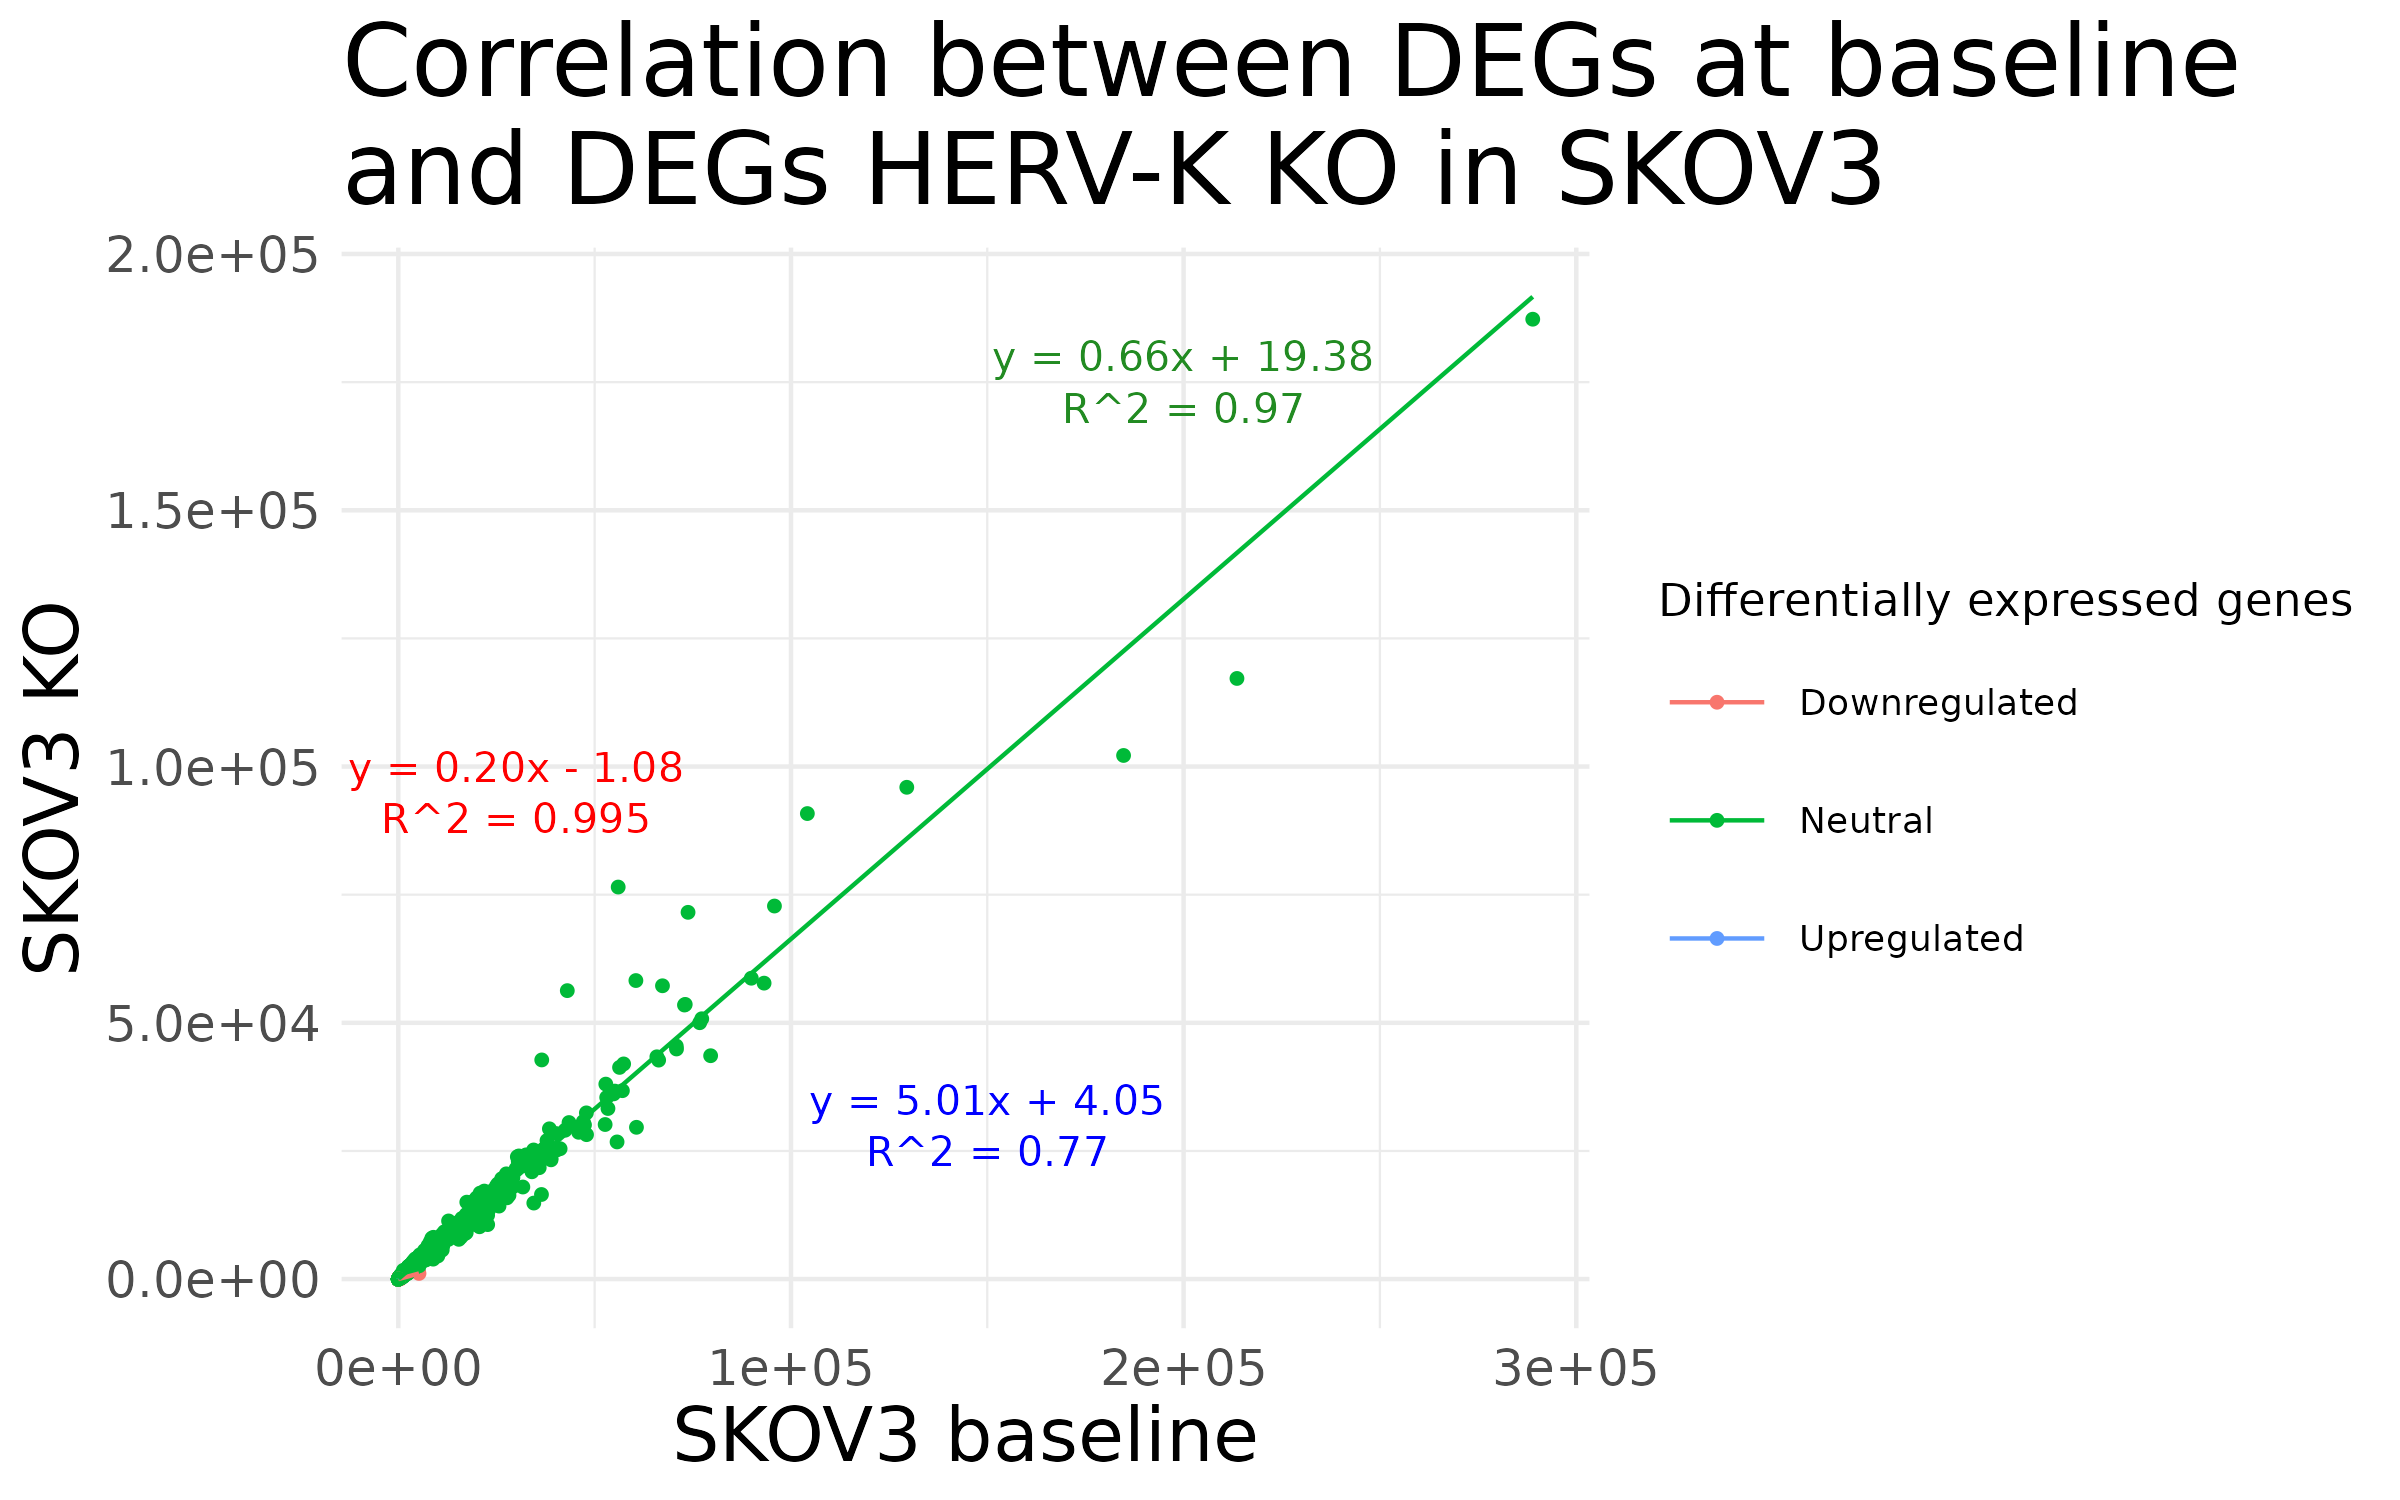 Correlation between DEGs at baseline
and DEGs HERV-K KO in SKOV3
2.0e+05
1.5e+05
1.0e+05
5.0e+04
0.0e+00
SKOV3 KO
y = 0.66x + 19.38
R^2 = 0.97
y = 0.20x - 1.08
R^2 = 0.995
y = 5.01x + 4.05
R^2 = 0.77
0e+00
1e+05
2e+05
3e+05
SKOV3 baseline
Differentially expressed genes
Downregulated
Neutral
Upregulated